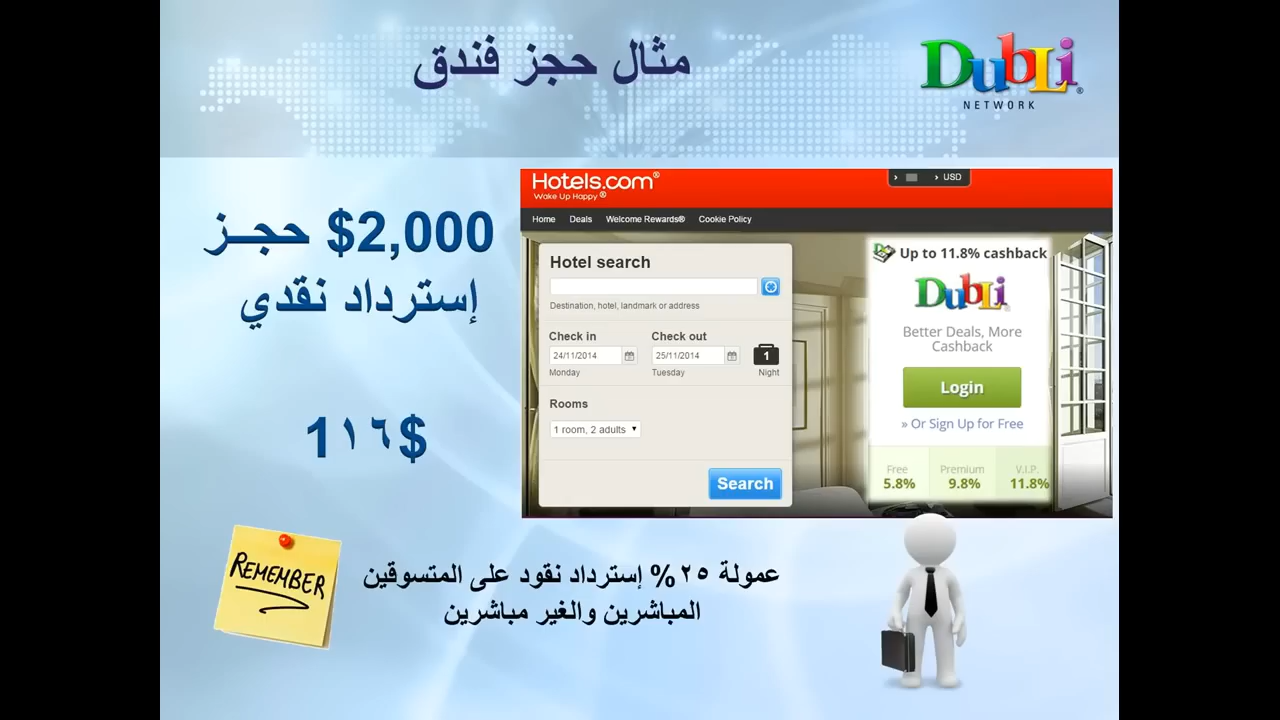 مثال حجز فندق
DubLi®
NETWORK
$2,000 حجـــز
إسترداد نقدي
1١٦$
Hotels.com®
Wake Up Happy®
› › USD
Home Deals Welcome Rewards® Cookie Policy
Hotel search
Destination, hotel, landmark or address
Check in Check out
24/11/2014 25/11/2014 1
Monday Tuesday Night
Rooms
1 room, 2 adults
Search
Up to 11.8% cashback
DubLi®
Better Deals, More
Cashback
Login
» Or Sign Up for Free
Free Premium V.I.P.
5.8% 9.8% 11.8%
REMEMBER
عمولة ٢٥% إسترداد نقود على المتسوقين
المباشرين والغير مباشرين